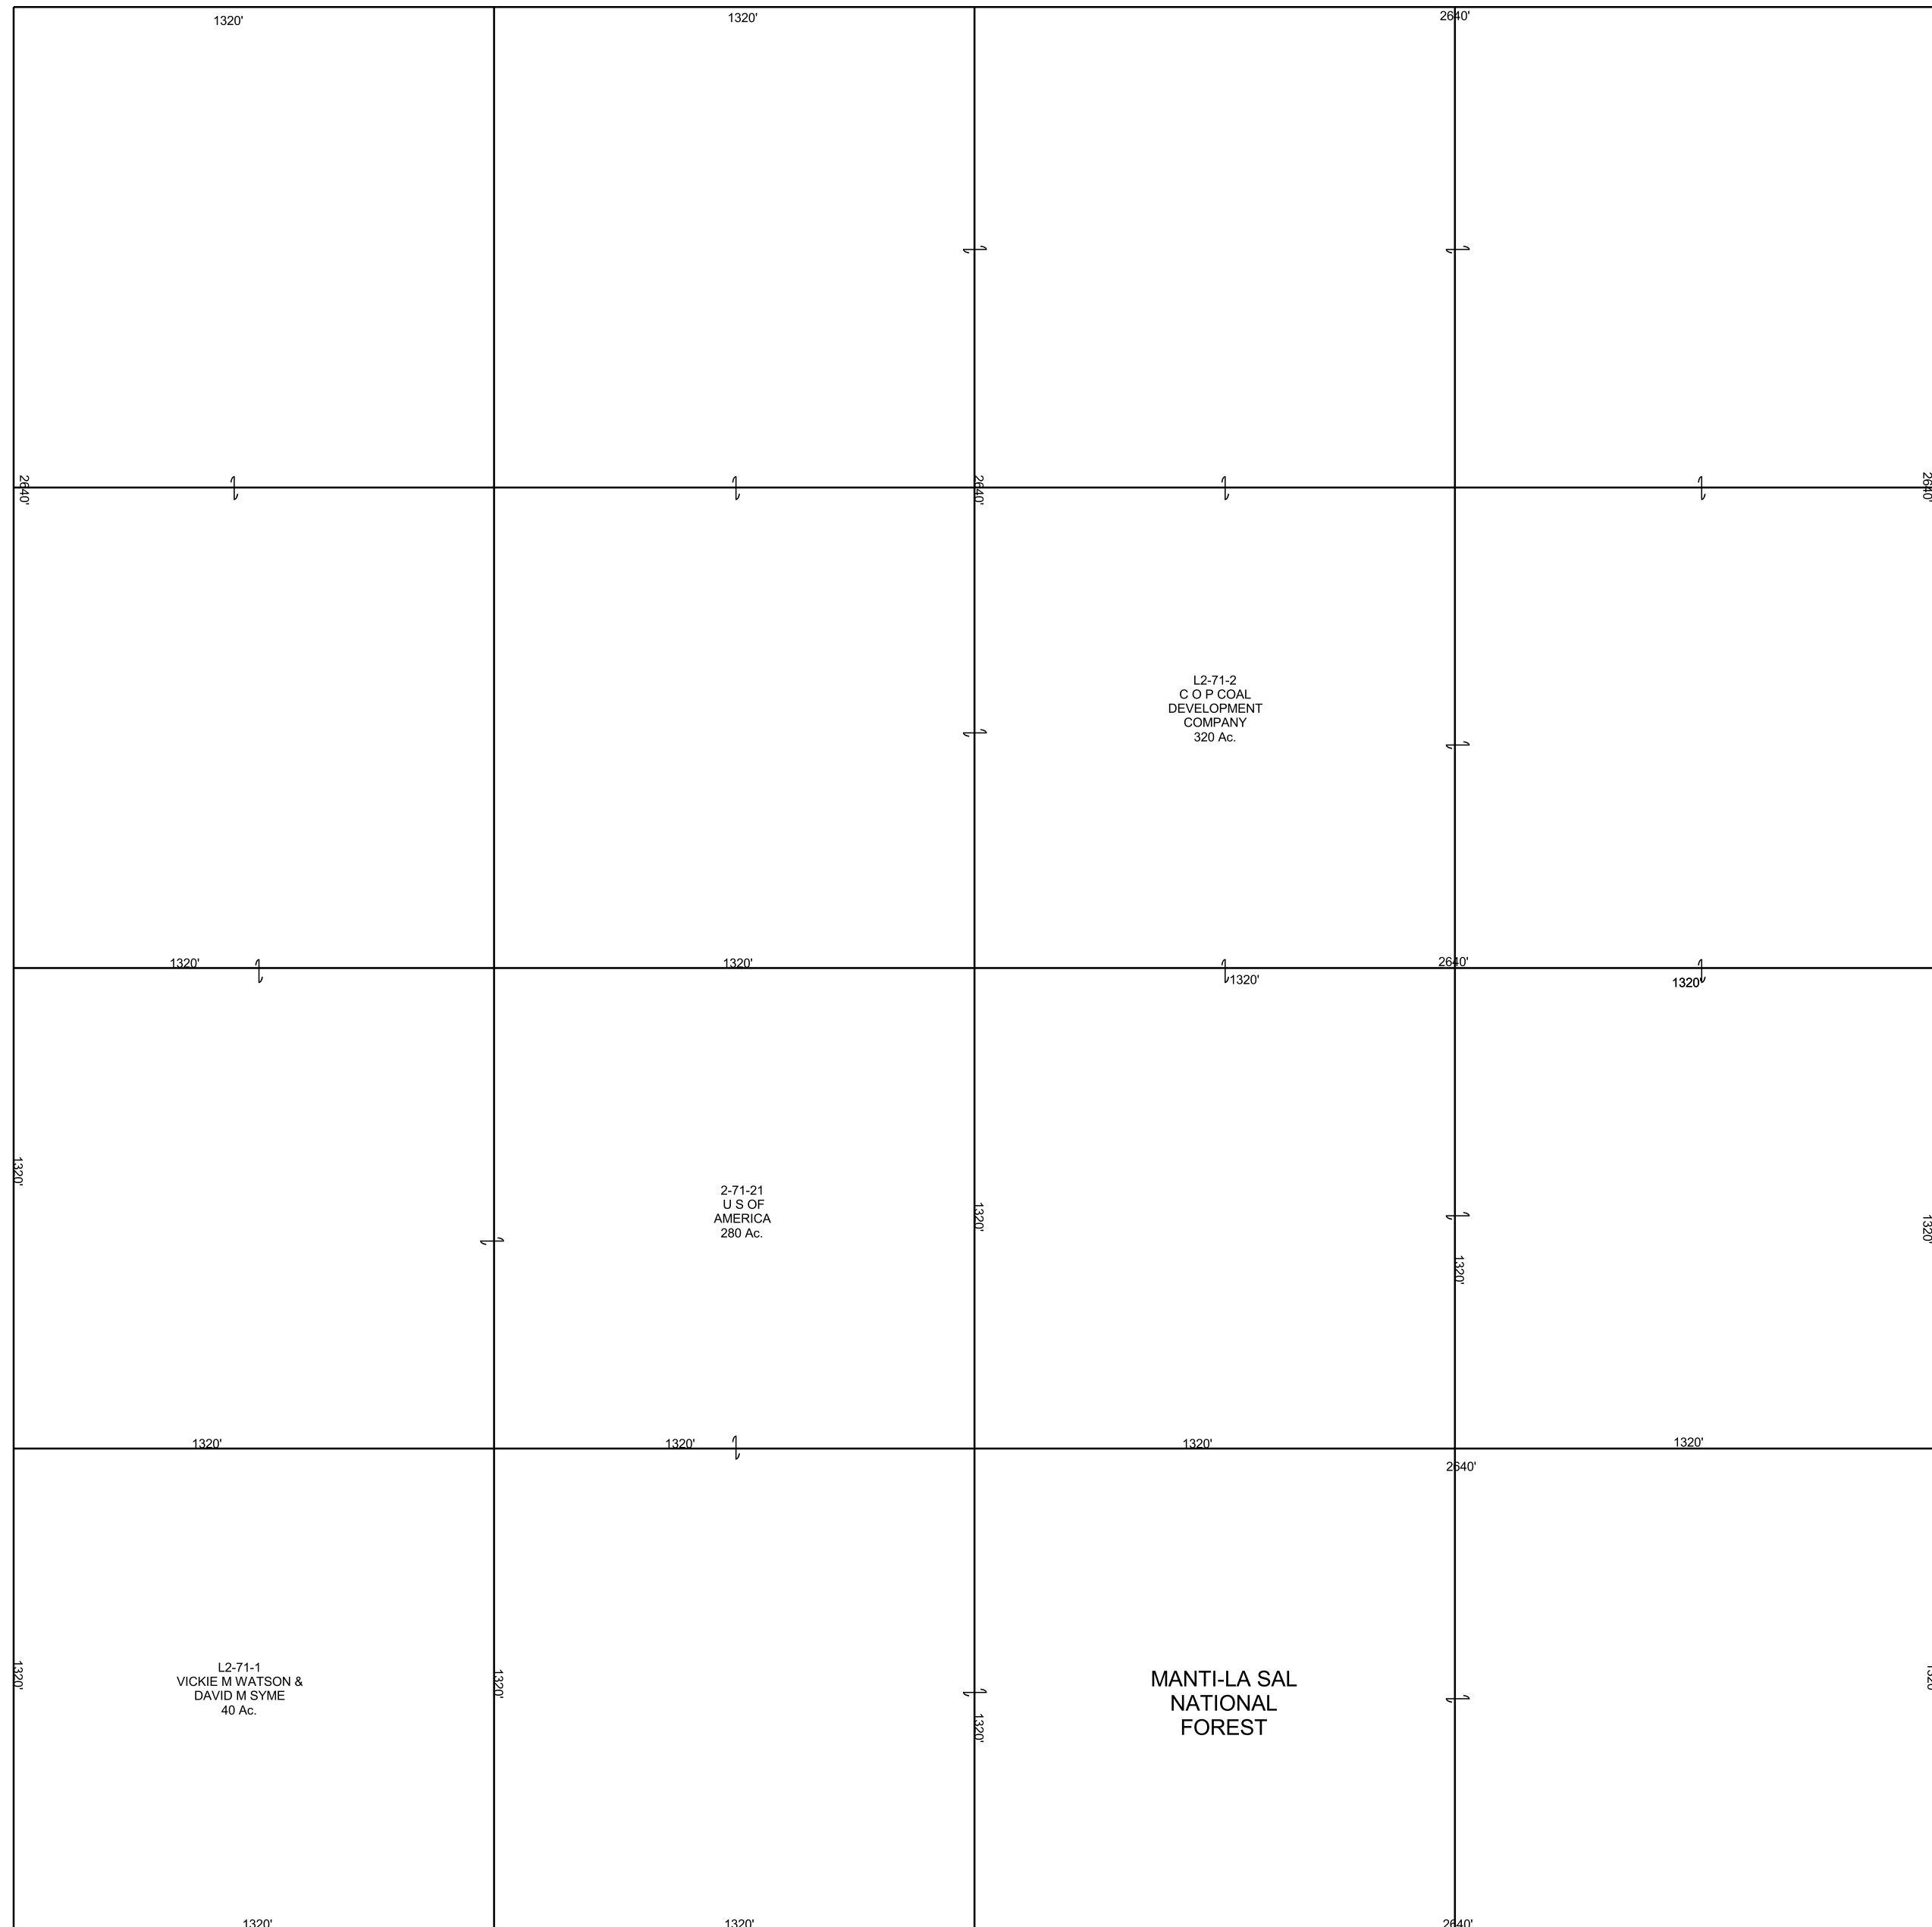 1320'
1320'
2640'
2640'
2640'
2640'
L2-71-2
C O P COAL
DEVELOPMENT
COMPANY
320 Ac.
1320'
1320'
2640'
1320'
1320'
1320'
2-71-21
U S OF
AMERICA
280 Ac.
1320'
1320'
1320'
1320'
1320'
1320'
1320'
2640'
1320'
L2-71-1
VICKIE M WATSON &
DAVID M SYME
40 Ac.
1320'
1320'
MANTI-LA SAL
NATIONAL
FOREST
1320'
1320'
1320'
2640'